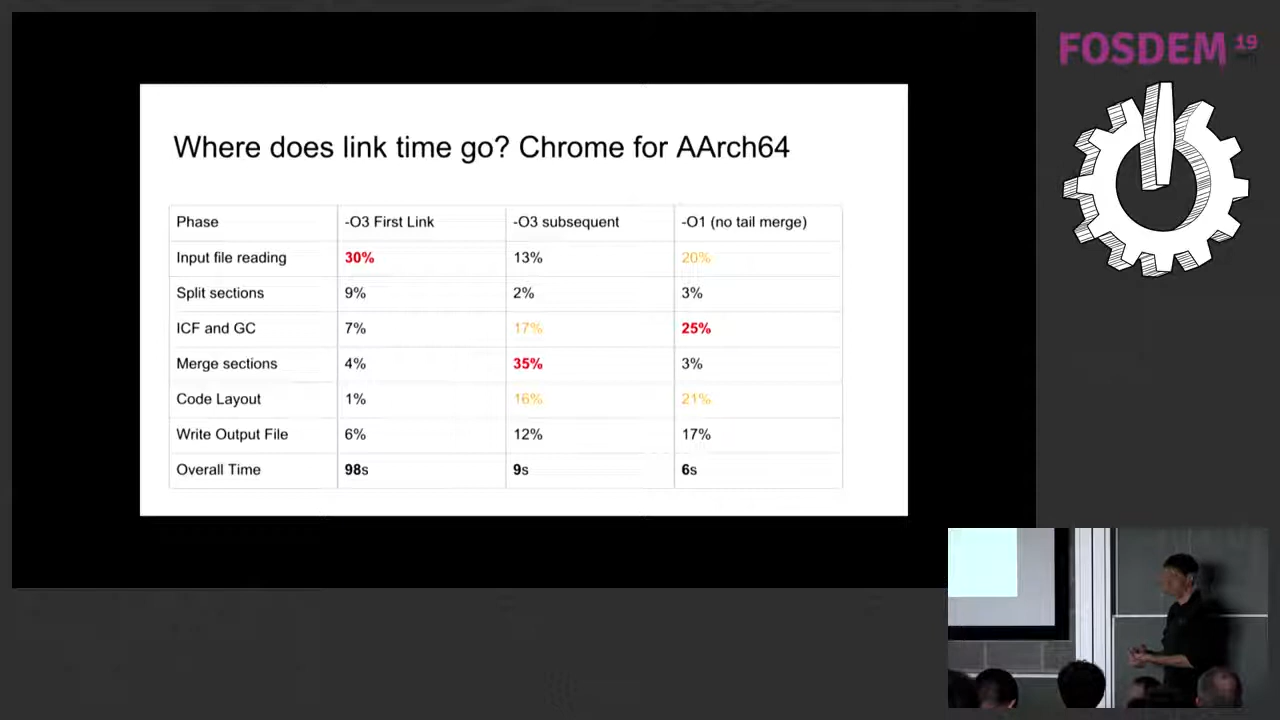 FOSDEM 19
Where does link time go? Chrome for AArch64
Phase -O3 First Link -O3 subsequent -O1 (no tail merge)
Input file reading 30% 13% 20%
Split sections 9% 2% 3%
ICF and GC 7% 17% 25%
Merge sections 4% 35% 3%
Code Layout 1% 16% 21%
Write Output File 6% 12% 17%
Overall Time 98s 9s 6s